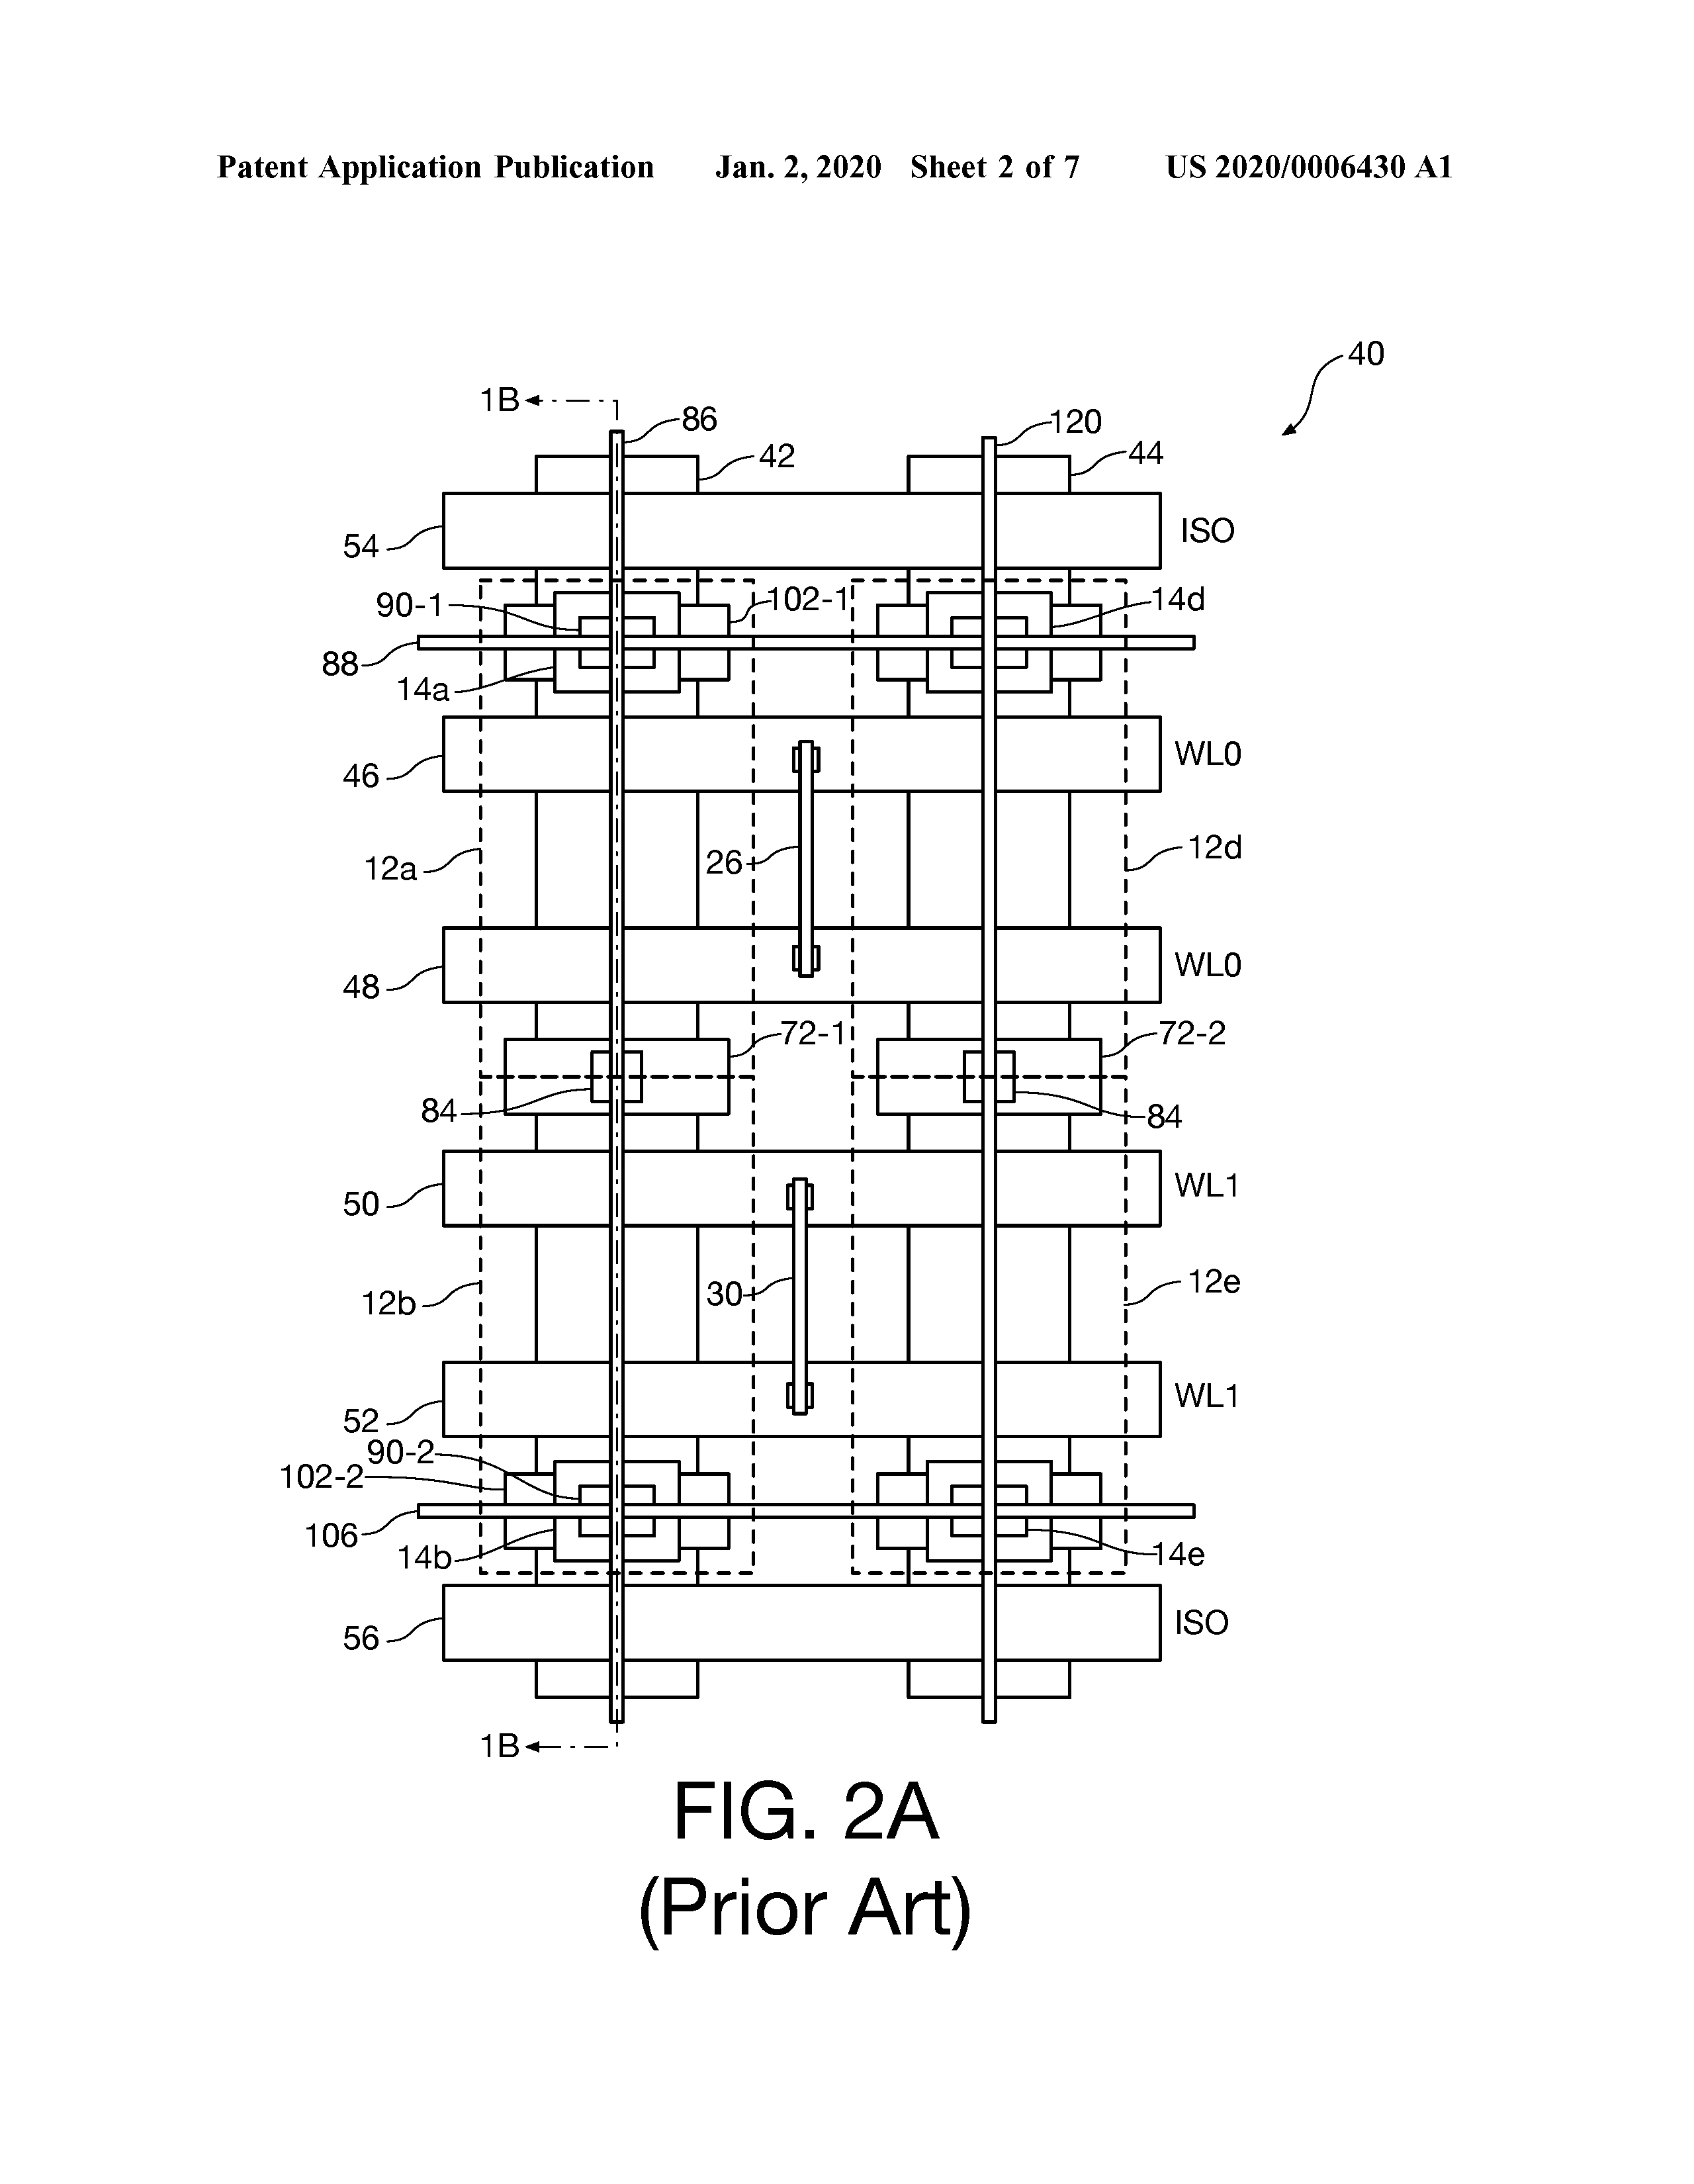 Patent Application Publication Jan. 2, 2020 Sheet 2 of 7 US 2020/0006430 A1
40
1B
86
120
42
44
54
ISO
90-1
102-1
14d
88
14a
46
WL0
12a
26
12d
48
WL0
72-1
72-2
84
84
50
WL1
12b
30
12e
52
WL1
90-2
102-2
106
14b
14e
56
ISO
1B
FIG. 2A
(Prior Art)